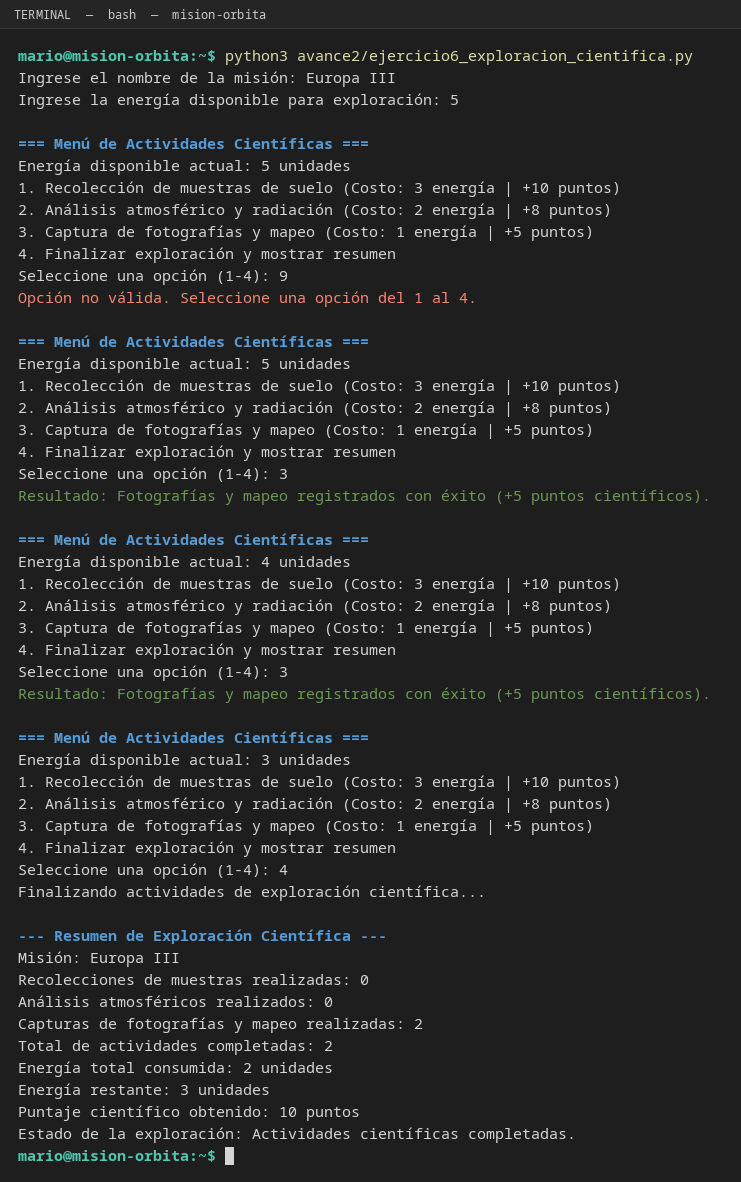 TERMINAL — bash — mision-orbita
mario@mision-orbita:~$ python3 avance2/ejercicio6_exploracion_cientifica.py
Ingrese el nombre de la misión: Europa III
Ingrese la energía disponible para exploración: 5
=== Menú de Actividades Científicas ===
Energía disponible actual: 5 unidades
1. Recolección de muestras de suelo (Costo: 3 energía | +10 puntos)
2. Análisis atmosférico y radiación (Costo: 2 energía | +8 puntos)
3. Captura de fotografías y mapeo (Costo: 1 energía | +5 puntos)
4. Finalizar exploración y mostrar resumen
Seleccione una opción (1-4): 9
Opción no válida. Seleccione una opción del 1 al 4.
=== Menú de Actividades Científicas ===
Energía disponible actual: 5 unidades
1. Recolección de muestras de suelo (Costo: 3 energía | +10 puntos)
2. Análisis atmosférico y radiación (Costo: 2 energía | +8 puntos)
3. Captura de fotografías y mapeo (Costo: 1 energía | +5 puntos)
4. Finalizar exploración y mostrar resumen
Seleccione una opción (1-4): 3
Resultado: Fotografías y mapeo registrados con éxito (+5 puntos científicos).
=== Menú de Actividades Científicas ===
Energía disponible actual: 4 unidades
1. Recolección de muestras de suelo (Costo: 3 energía | +10 puntos)
2. Análisis atmosférico y radiación (Costo: 2 energía | +8 puntos)
3. Captura de fotografías y mapeo (Costo: 1 energía | +5 puntos)
4. Finalizar exploración y mostrar resumen
Seleccione una opción (1-4): 3
Resultado: Fotografías y mapeo registrados con éxito (+5 puntos científicos).
=== Menú de Actividades Científicas ===
Energía disponible actual: 3 unidades
1. Recolección de muestras de suelo (Costo: 3 energía | +10 puntos)
2. Análisis atmosférico y radiación (Costo: 2 energía | +8 puntos)
3. Captura de fotografías y mapeo (Costo: 1 energía | +5 puntos)
4. Finalizar exploración y mostrar resumen
Seleccione una opción (1-4): 4
Finalizando actividades de exploración científica...
--- Resumen de Exploración Científica ---
Misión: Europa III
Recolecciones de muestras realizadas: 0
Análisis atmosféricos realizados: 0
Capturas de fotografías y mapeo realizadas: 2
Total de actividades completadas: 2
Energía total consumida: 2 unidades
Energía restante: 3 unidades
Puntaje científico obtenido: 10 puntos
Estado de la exploración: Actividades científicas completadas.
mario@mision-orbita:~$